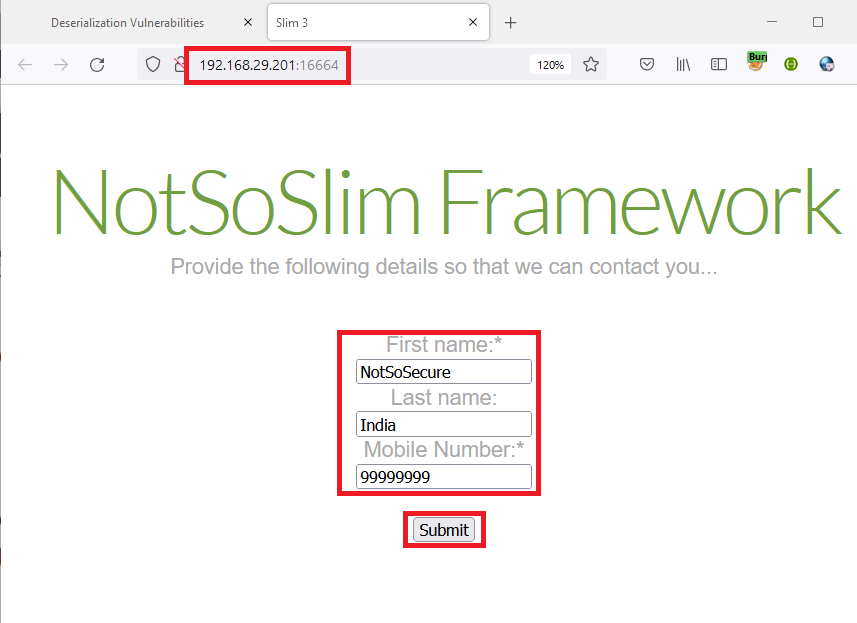 Deserialization Vulnerabilities
Slim 3
192.168.29.201:16664
120%
Burp
NotSoSlim Framework
Provide the following details so that we can contact you...
First name:*
NotSoSecure
Last name:
India
Mobile Number:*
99999999
Submit